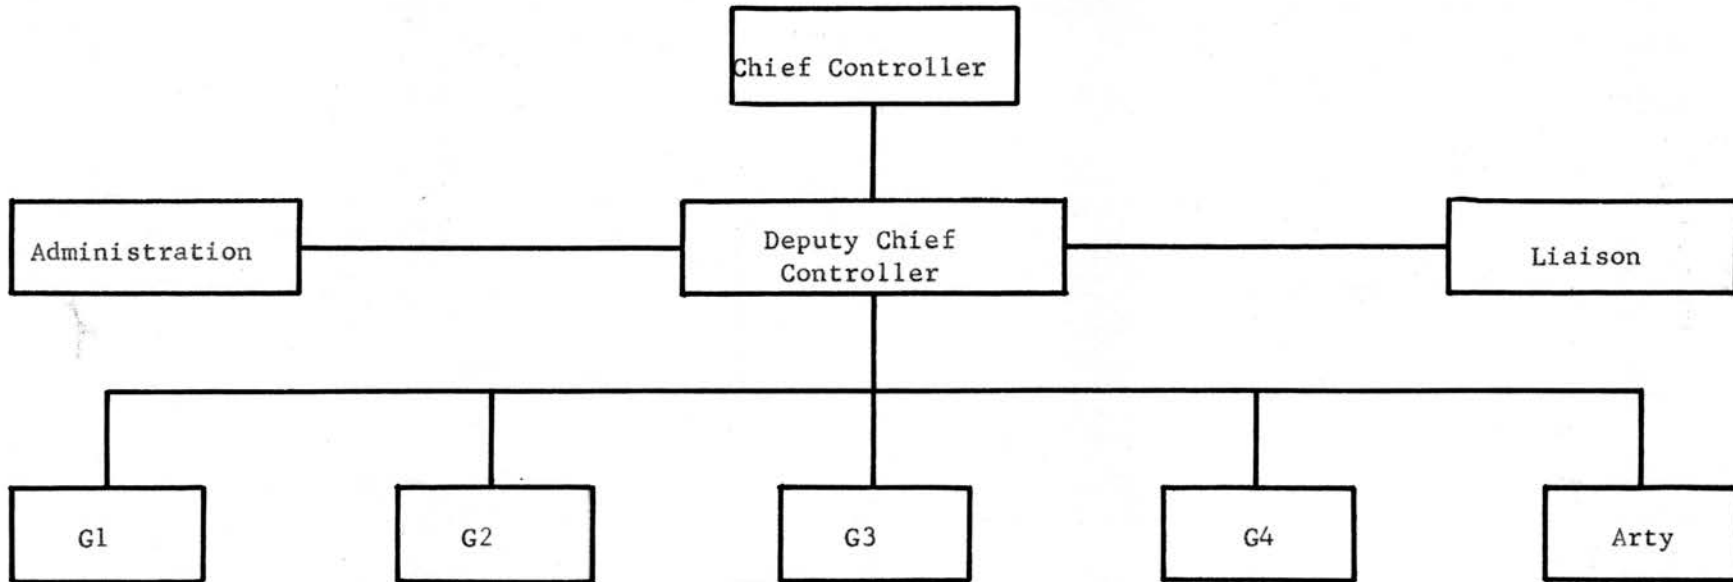 Chief Controller
Administration
Deputy Chief
Controller
Liaison
G1
G2
G3
G4
Arty